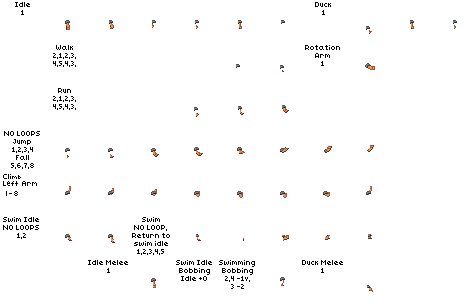 Idle
1
Duck
1
Walk
2,1,2,3,
4,5,4,3,
Rotation
Arm
1
Run
2,1,2,3,
4,5,4,3,
NO LOOPS
Jump
1,2,3,4
Fall
5,6,7,8
Climb
Left Arm
1-8
Swim Idle
NO LOOPS
1,2
Swim
NO LOOP,
Return to
swim idle
1,2,3,4,5
Idle Melee
1
Swim Idle
Bobbing
Idle +0
Swimming
Bobbing
2,4 -1v,
3 -2
Duck Melee
1